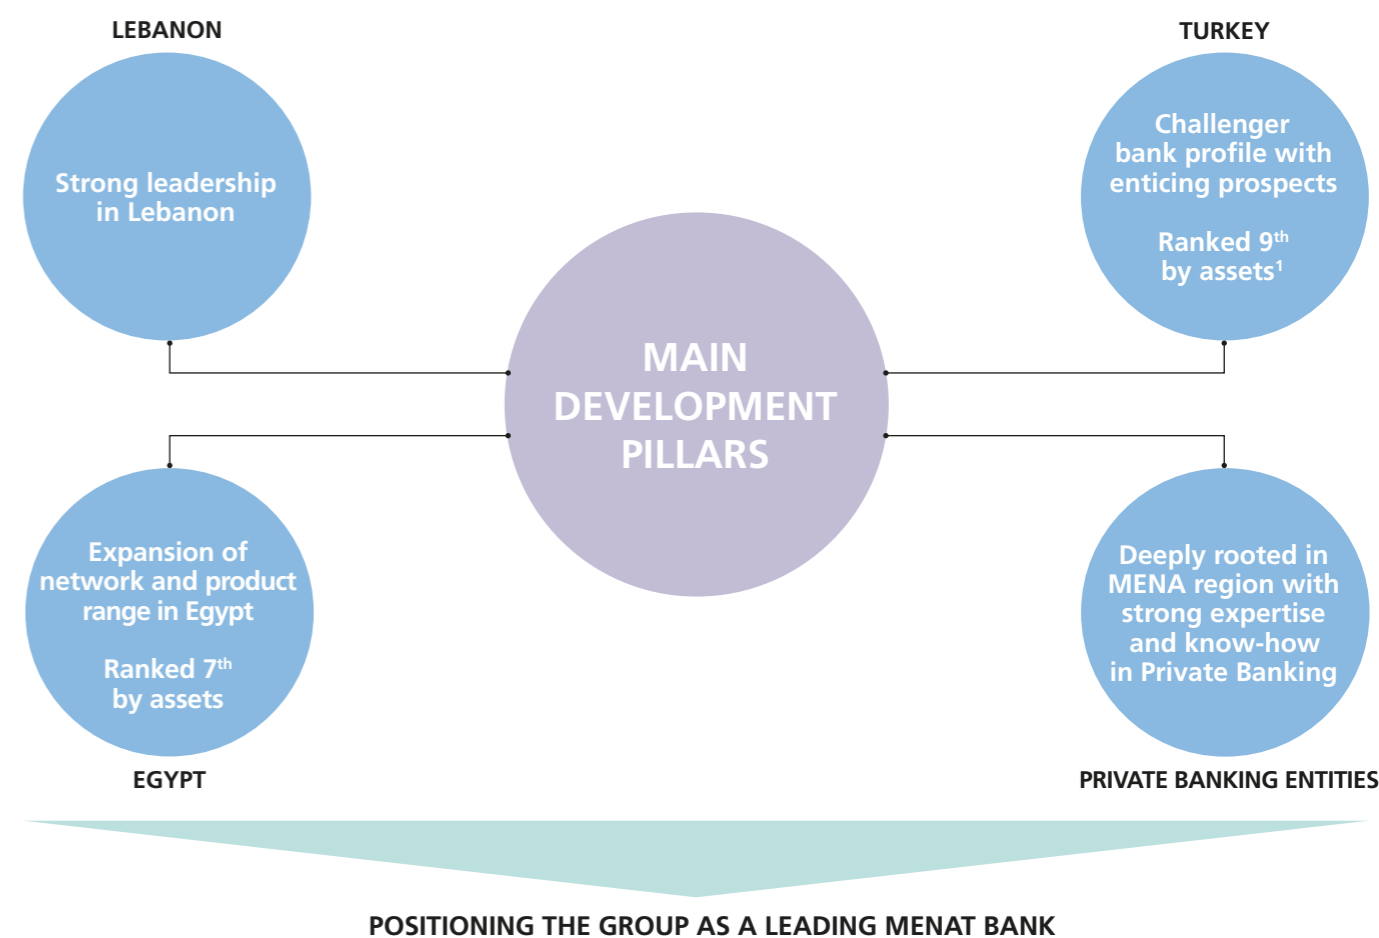 LEBANON
Strong leadership
in Lebanon
TURKEY
Challenger
bank profile with
enticing prospects
Ranked 9th
by assets1
MAIN
DEVELOPMENT
PILLARS
Expansion of
network and product
range in Egypt
Ranked 7th
by assets
EGYPT
Deeply rooted in
MENA region with
strong expertise
and know-how
in Private Banking
PRIVATE BANKING ENTITIES
POSITIONING THE GROUP AS A LEADING MENAT BANK